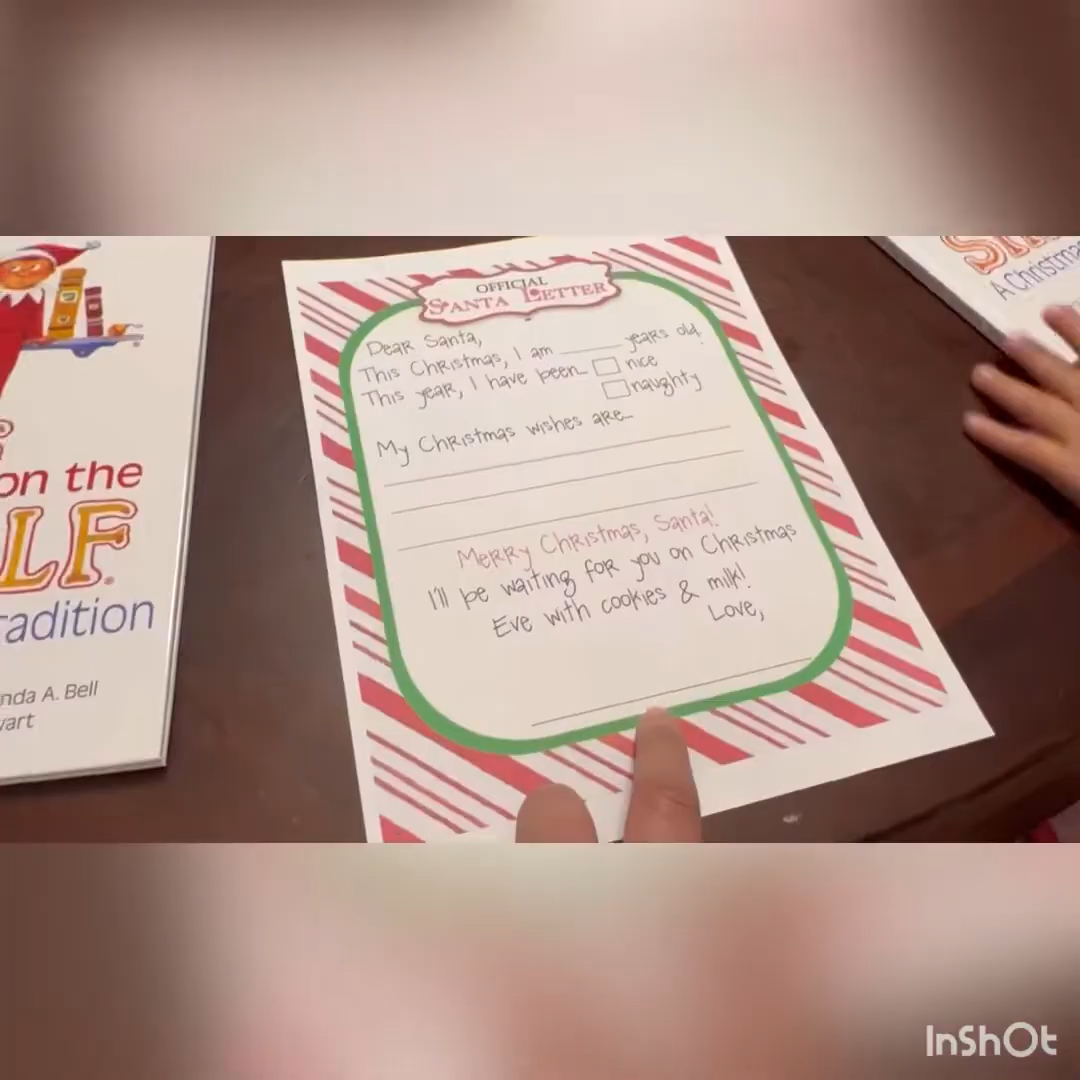 OFFICIAL
SANTA LETTER
Dear Santa,
This Christmas, I am ______ years old.
This year, I have been... nice
naughty
My Christmas wishes are...
Merry Christmas, Santa!
I'll be waiting for you on Christmas
Eve with cookies & milk!
Love,
on the
LF®
radition
nda A. Bell
wart
A Christma
InShOt